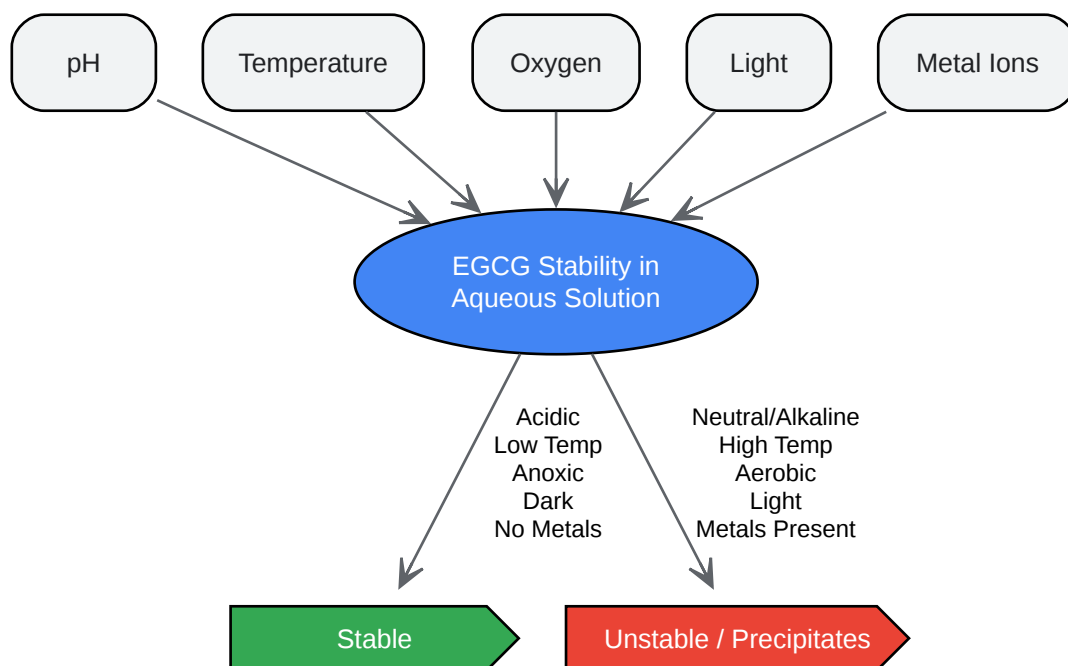 pH
Temperature
Oxygen
Light
Metal Ions
EGCG Stability in
Aqueous Solution
Acidic
Low Temp
Anoxic
Dark
No Metals
Neutral/Alkaline
High Temp
Aerobic
Light
Metals Present
Stable
Unstable / Precipitates